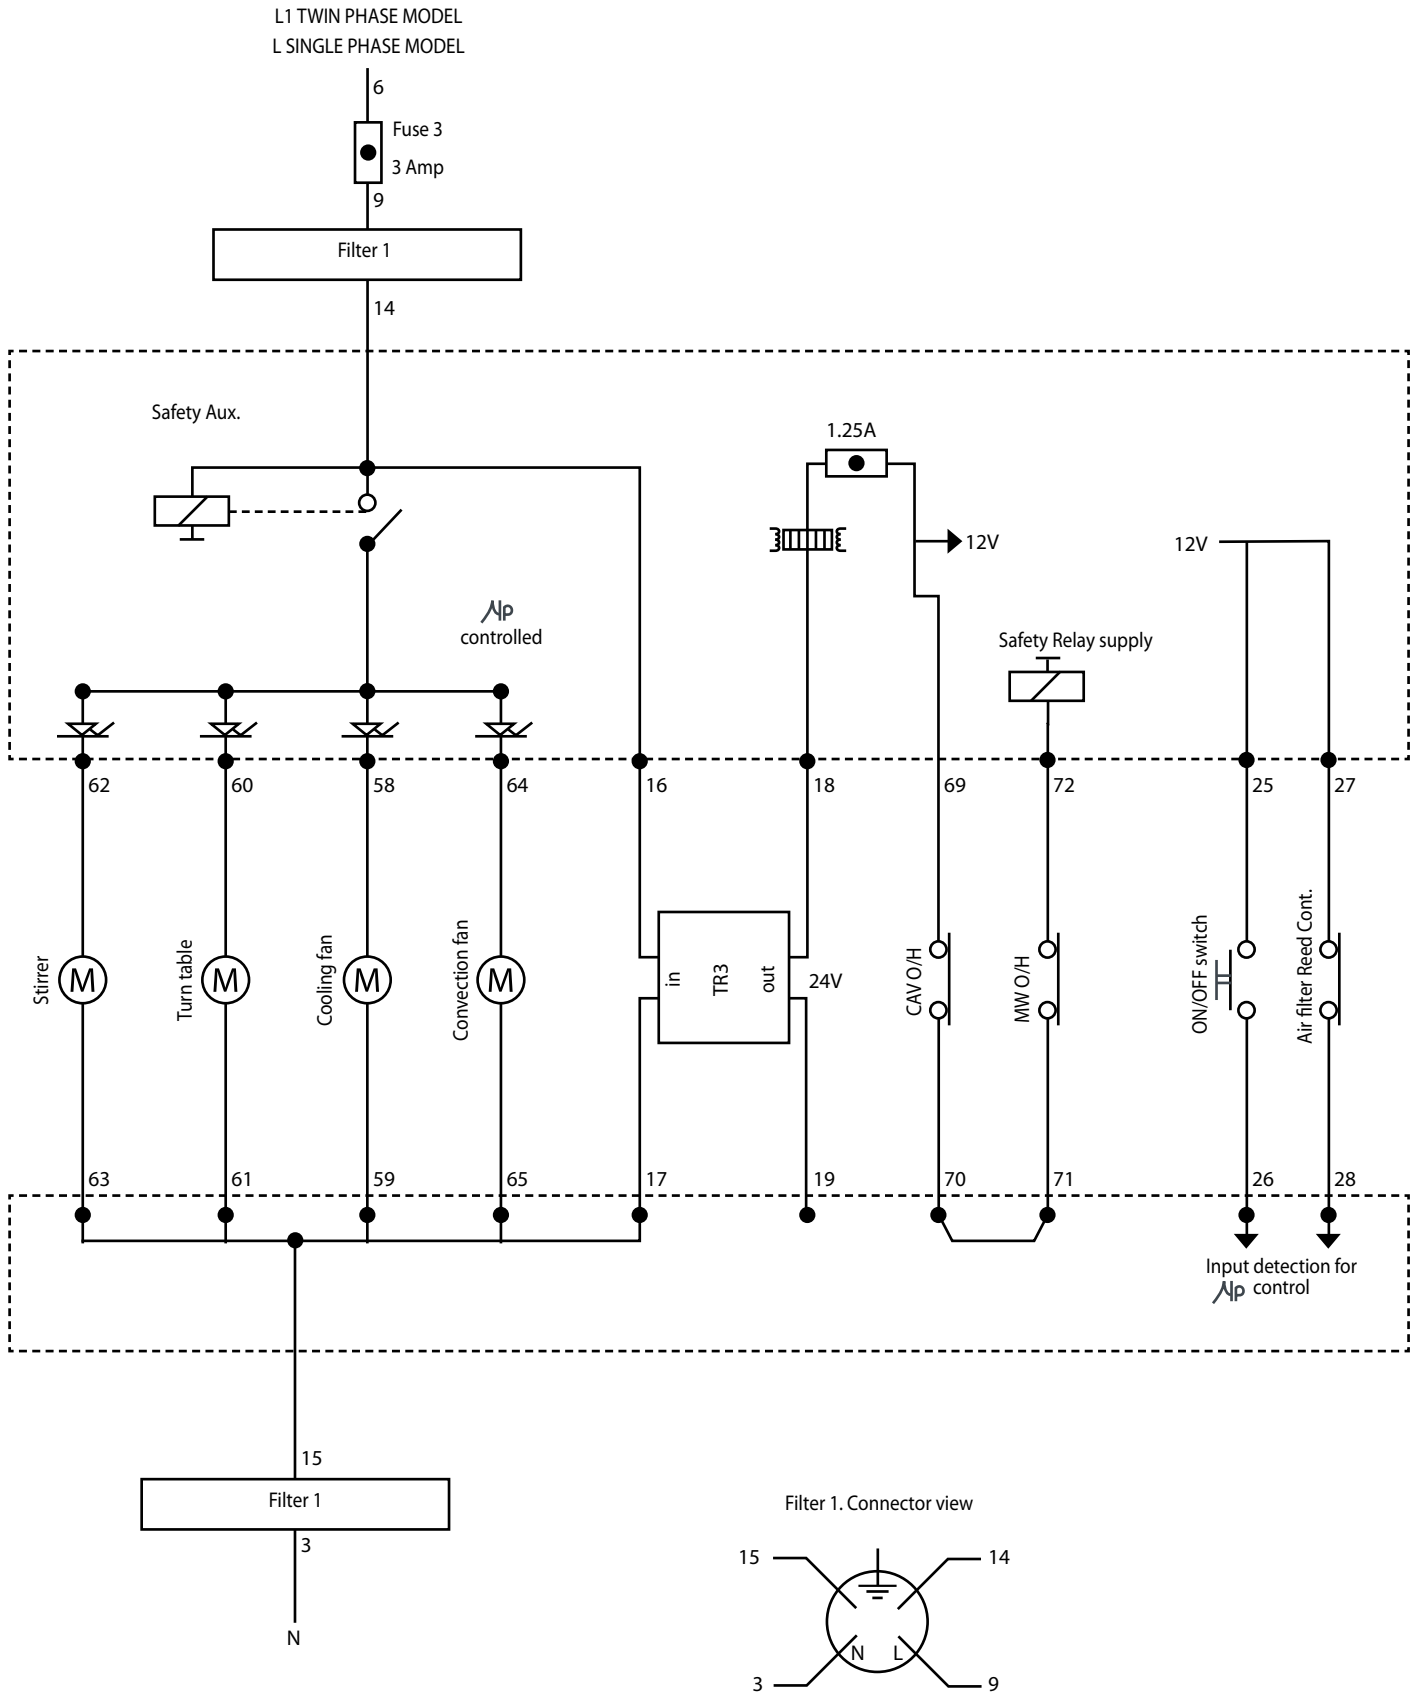 L1 TWIN PHASE MODEL
L SINGLE PHASE MODEL
6
Fuse 3
3 Amp
9
Filter 1
14
Safety Aux.
1.25A
12V
12V
controlled
Safety Relay supply
62
60
58
64
16
18
69
72
25
27
Stirrer
M
Turn table
M
Cooling fan
M
Convection fan
M
in
TR3
out
24V
CAV O/H
MW O/H
ON/OFF switch
Air filter Reed Cont.
63
61
59
65
17
19
70
71
26
28
Input detection for
control
15
Filter 1
3
N
Filter 1. Connector view
15
14
N
L
3
9